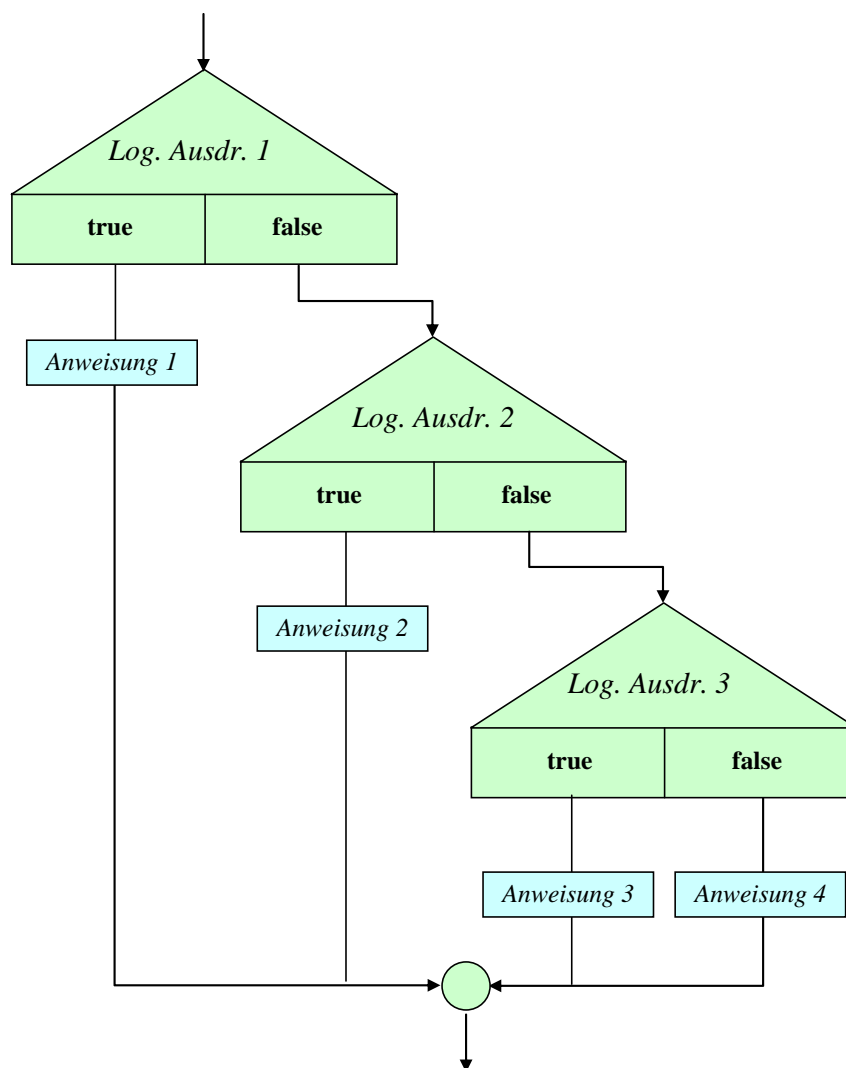 Log. Ausdr. 1
true false
Anweisung 1
Log. Ausdr. 2
true false
Anweisung 2
Log. Ausdr. 3
true false
Anweisung 3 Anweisung 4